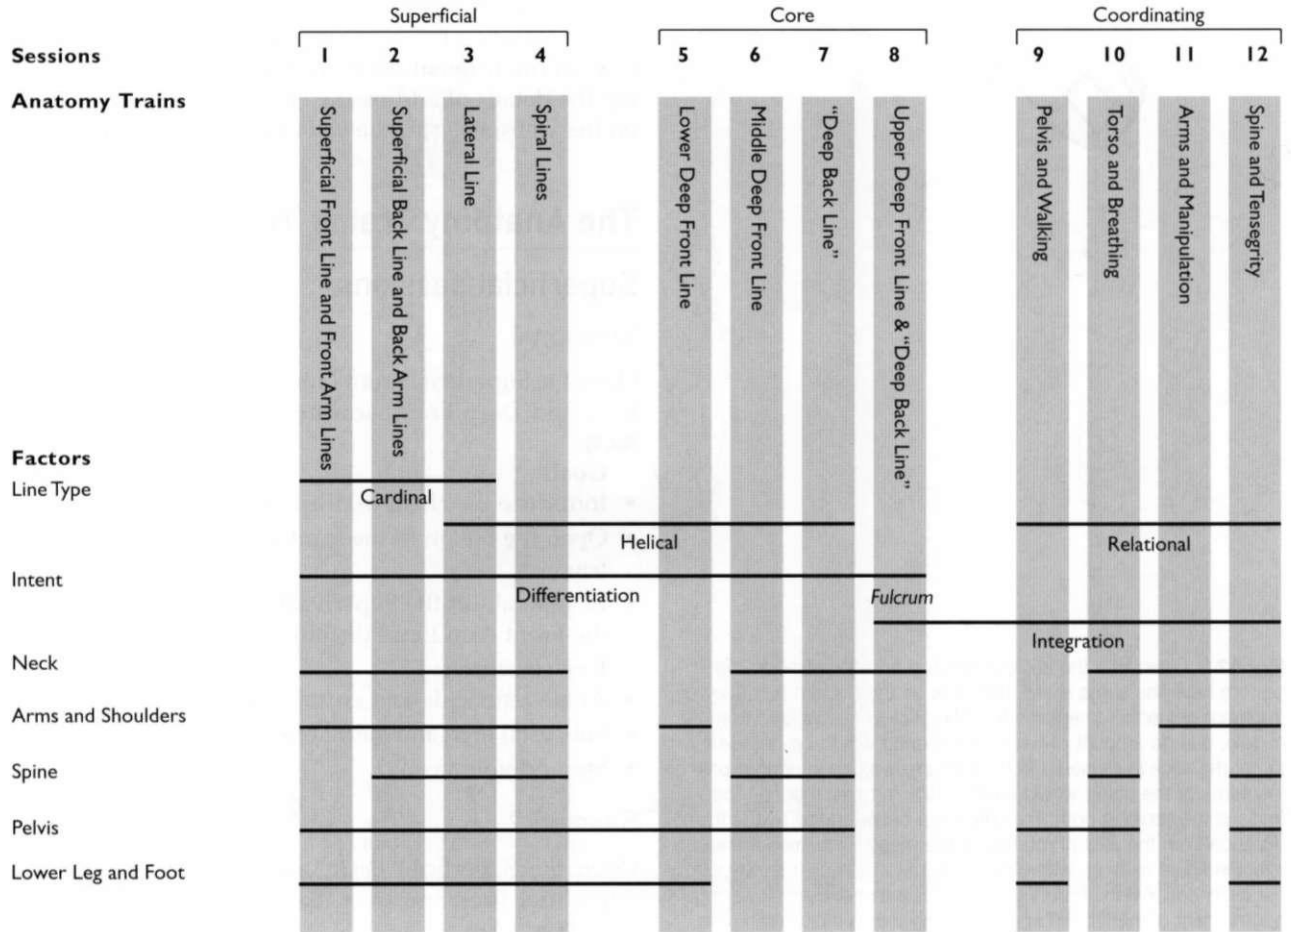 Superficial Core Coordinating
Sessions 1 2 3 4 5 6 7 8 9 10 11 12
Anatomy Trains
Superficial Front Line and Front Arm Lines
Superficial Back Line and Back Arm Lines
Lateral Line
Spiral Lines
Lower Deep Front Line
Middle Deep Front Line
"Deep Back Line"
Upper Deep Front Line & "Deep Back Line"
Pelvis and Walking
Torso and Breathing
Arms and Manipulation
Spine and Tensegrity
Factors
Line Type
Cardinal
Helical Relational
Intent
Differentiation Fulcrum
Integration
Neck
Arms and Shoulders
Spine
Pelvis
Lower Leg and Foot